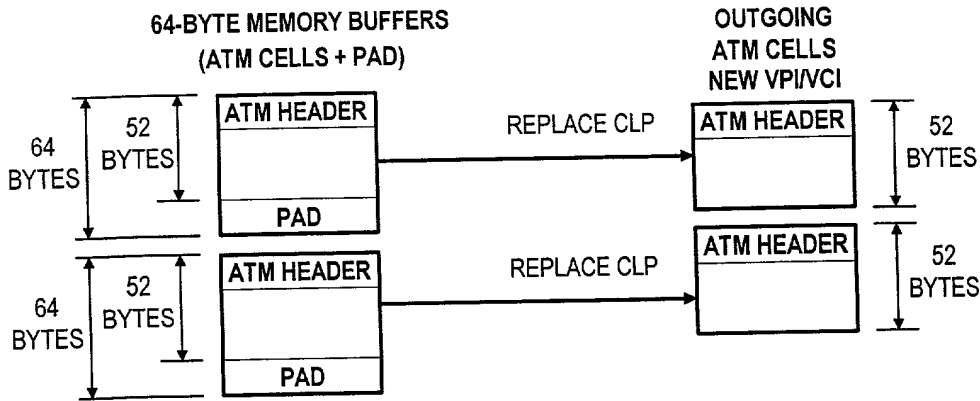 64-BYTE MEMORY BUFFERS
(ATM CELLS + PAD)
OUTGOING
ATM CELLS
NEW VPI/VCI
64
BYTES
52
BYTES
ATM HEADER
PAD
REPLACE CLP
ATM HEADER
52
BYTES
64
BYTES
52
BYTES
ATM HEADER
PAD
REPLACE CLP
ATM HEADER
52
BYTES